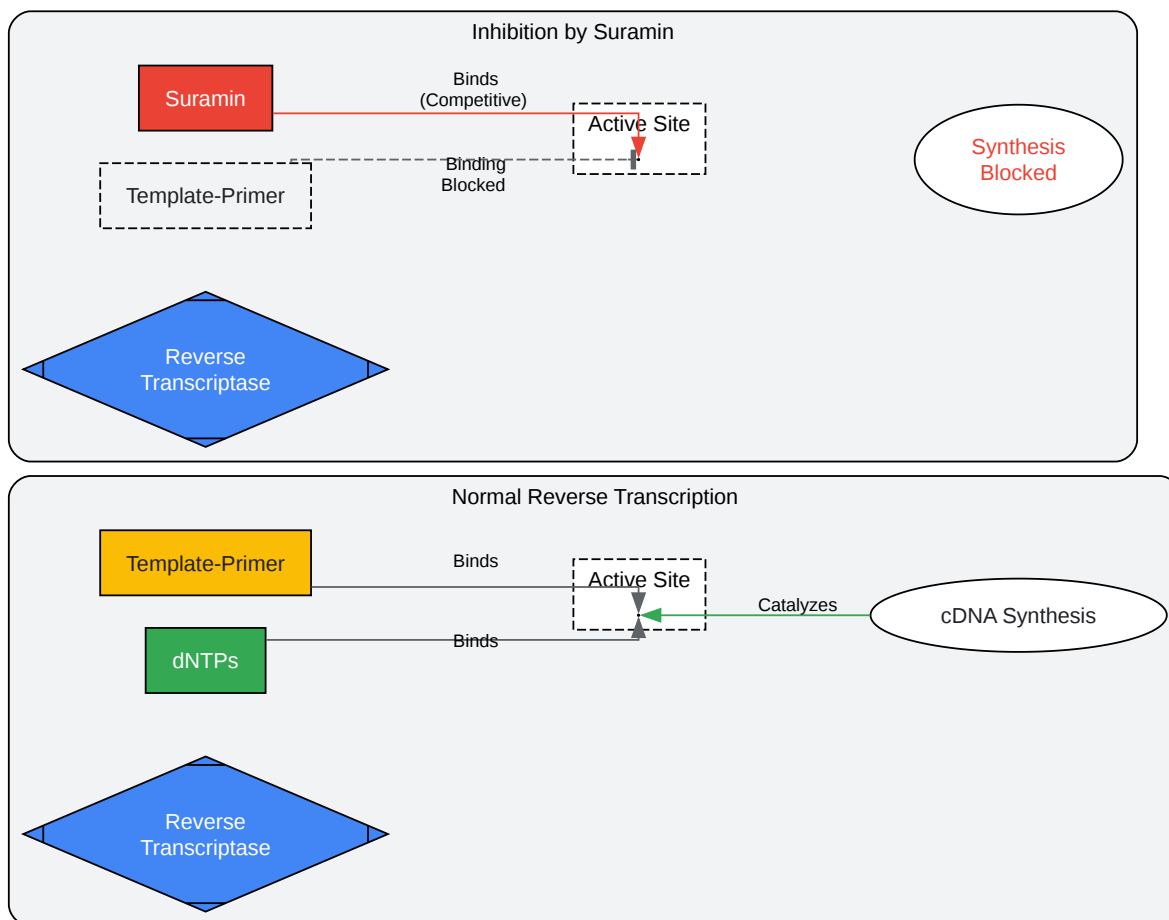 Inhibition by Suramin
Suramin
Binds
(Competitive)
Active Site
Synthesis
Blocked
Binding
Blocked
Template-Primer
Reverse
Transcriptase
Normal Reverse Transcription
Template-Primer
Binds
Active Site
Catalyzes
cDNA Synthesis
dNTPs
Binds
Reverse
Transcriptase